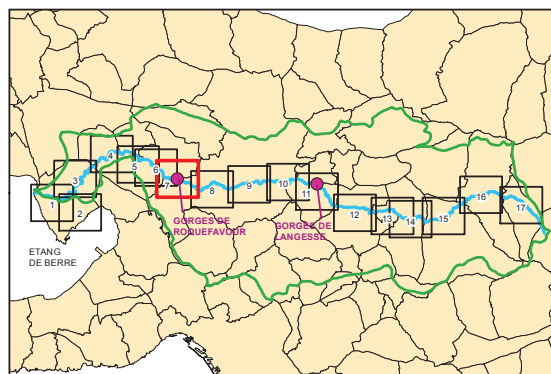 1
2
3
4
5
6
7
8
9
10
11
12
13
14
15
16
17
GORGES DE
ROQUEFAVOUR
GORGES DE
LANGESSE
ETANG
DE BERRE